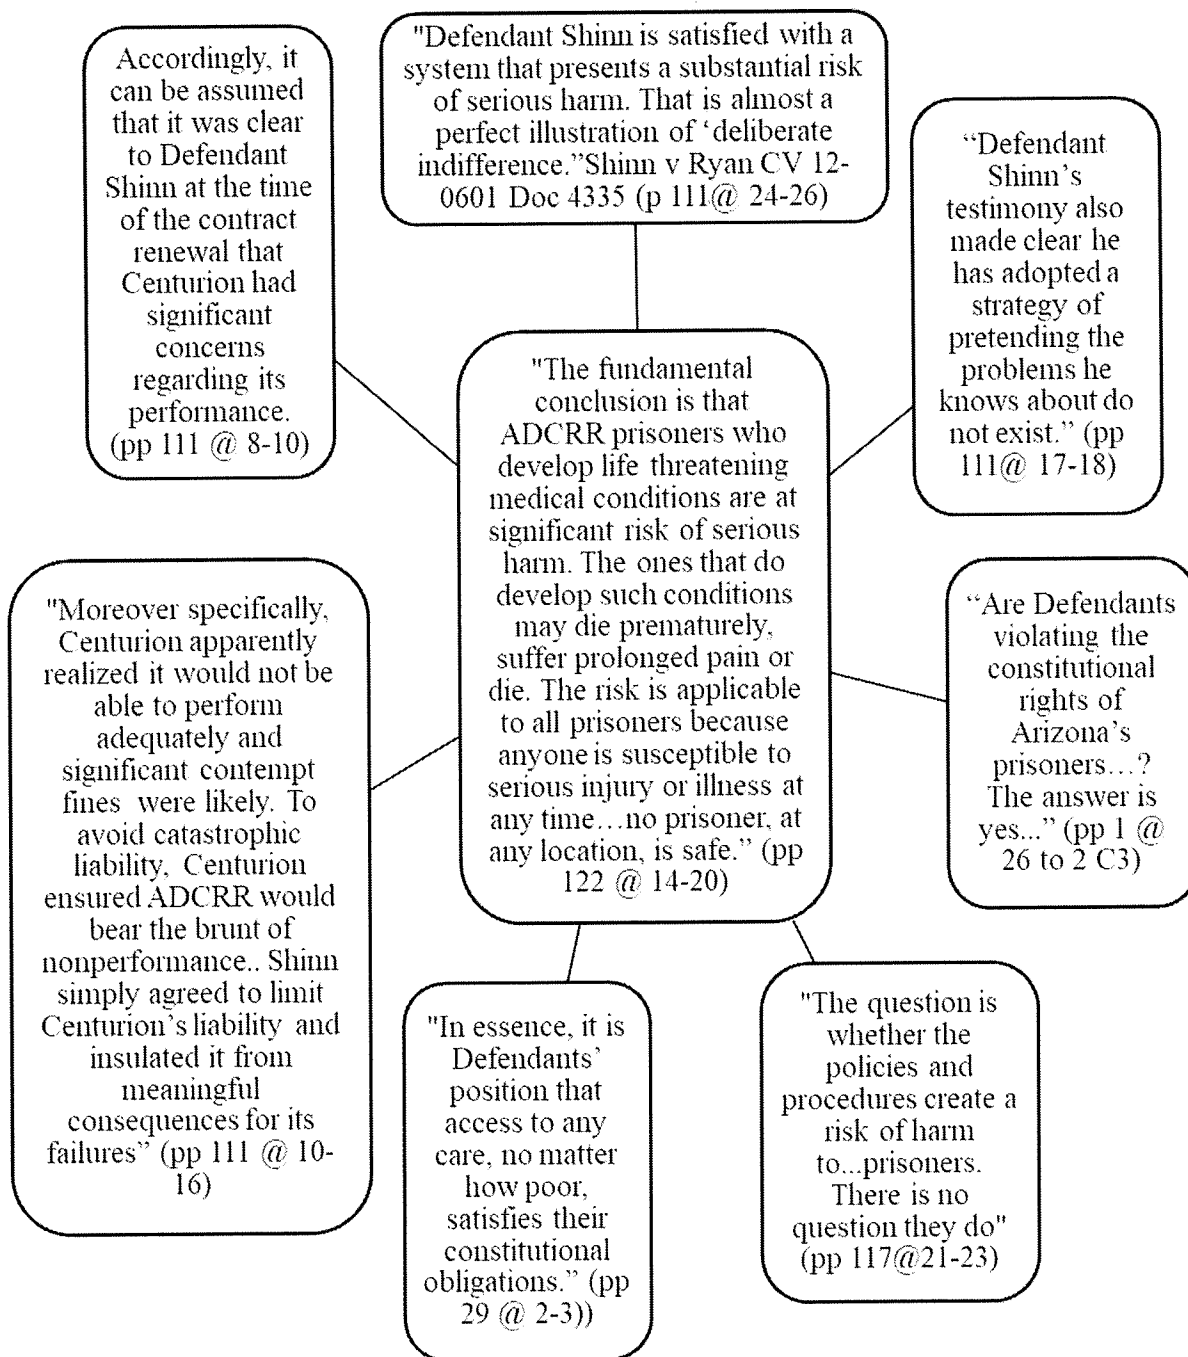 Accordingly, it
can be assumed
that it was clear
to Defendant
Shinn at the time
of the contract
renewal that
Centurion had
significant
concerns
regarding its
performance.
(pp 111 @ 8-10)
"Defendant Shinn is satisfied with a
system that presents a substantial risk
of serious harm. That is almost a
perfect illustration of ‘deliberate
indifference.”Shinn v Ryan CV 12-
0601 Doc 4335 (p 111@ 24-26)
“Defendant
Shinn’s
testimony also
made clear he
has adopted a
strategy of
pretending the
problems he
knows about do
not exist.” (pp
111@ 17-18)
"The fundamental
conclusion is that
ADCRR prisoners who
develop life threatening
medical conditions are at
significant risk of serious
harm. The ones that do
develop such conditions
may die prematurely,
suffer prolonged pain or
die. The risk is applicable
to all prisoners because
anyone is susceptible to
serious injury or illness at
any time…no prisoner, at
any location, is safe.” (pp
122 @ 14-20)
"Moreover specifically,
Centurion apparently
realized it would not be
able to perform
adequately and
significant contempt
fines were likely. To
avoid catastrophic
liability, Centurion
ensured ADCRR would
bear the brunt of
nonperformance.. Shinn
simply agreed to limit
Centurion’s liability and
insulated it from
meaningful
consequences for its
failures” (pp 111 @ 10-
16)
“Are Defendants
violating the
constitutional
rights of
Arizona’s
prisoners…?
The answer is
yes...” (pp 1 @
26 to 2 C3)
"In essence, it is
Defendants’
position that
access to any
care, no matter
how poor,
satisfies their
constitutional
obligations.” (pp
29 @ 2-3))
"The question is
whether the
policies and
procedures create a
risk of harm
to...prisoners.
There is no
question they do"
(pp 117@21-23)